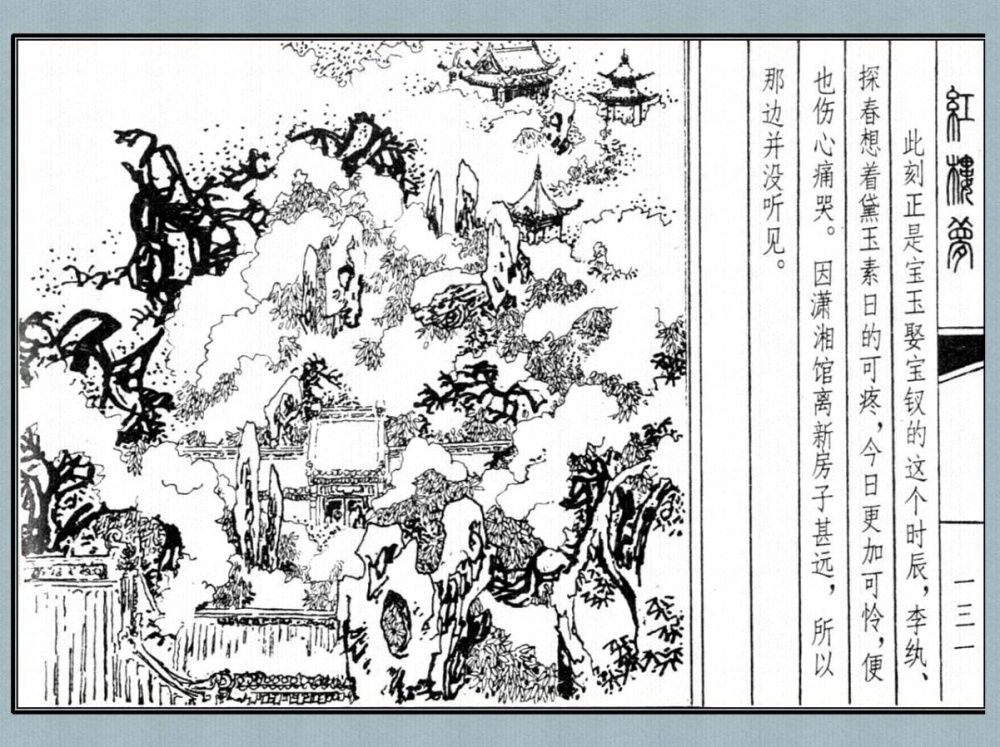 紅樓夢
一三一
此刻正是宝玉娶宝钗的这个时辰，李纨、
探春想着黛玉素日的可疼，今日更加可怜，便
也伤心痛哭。因潇湘馆离新房子甚远，所以
那边并没听见。